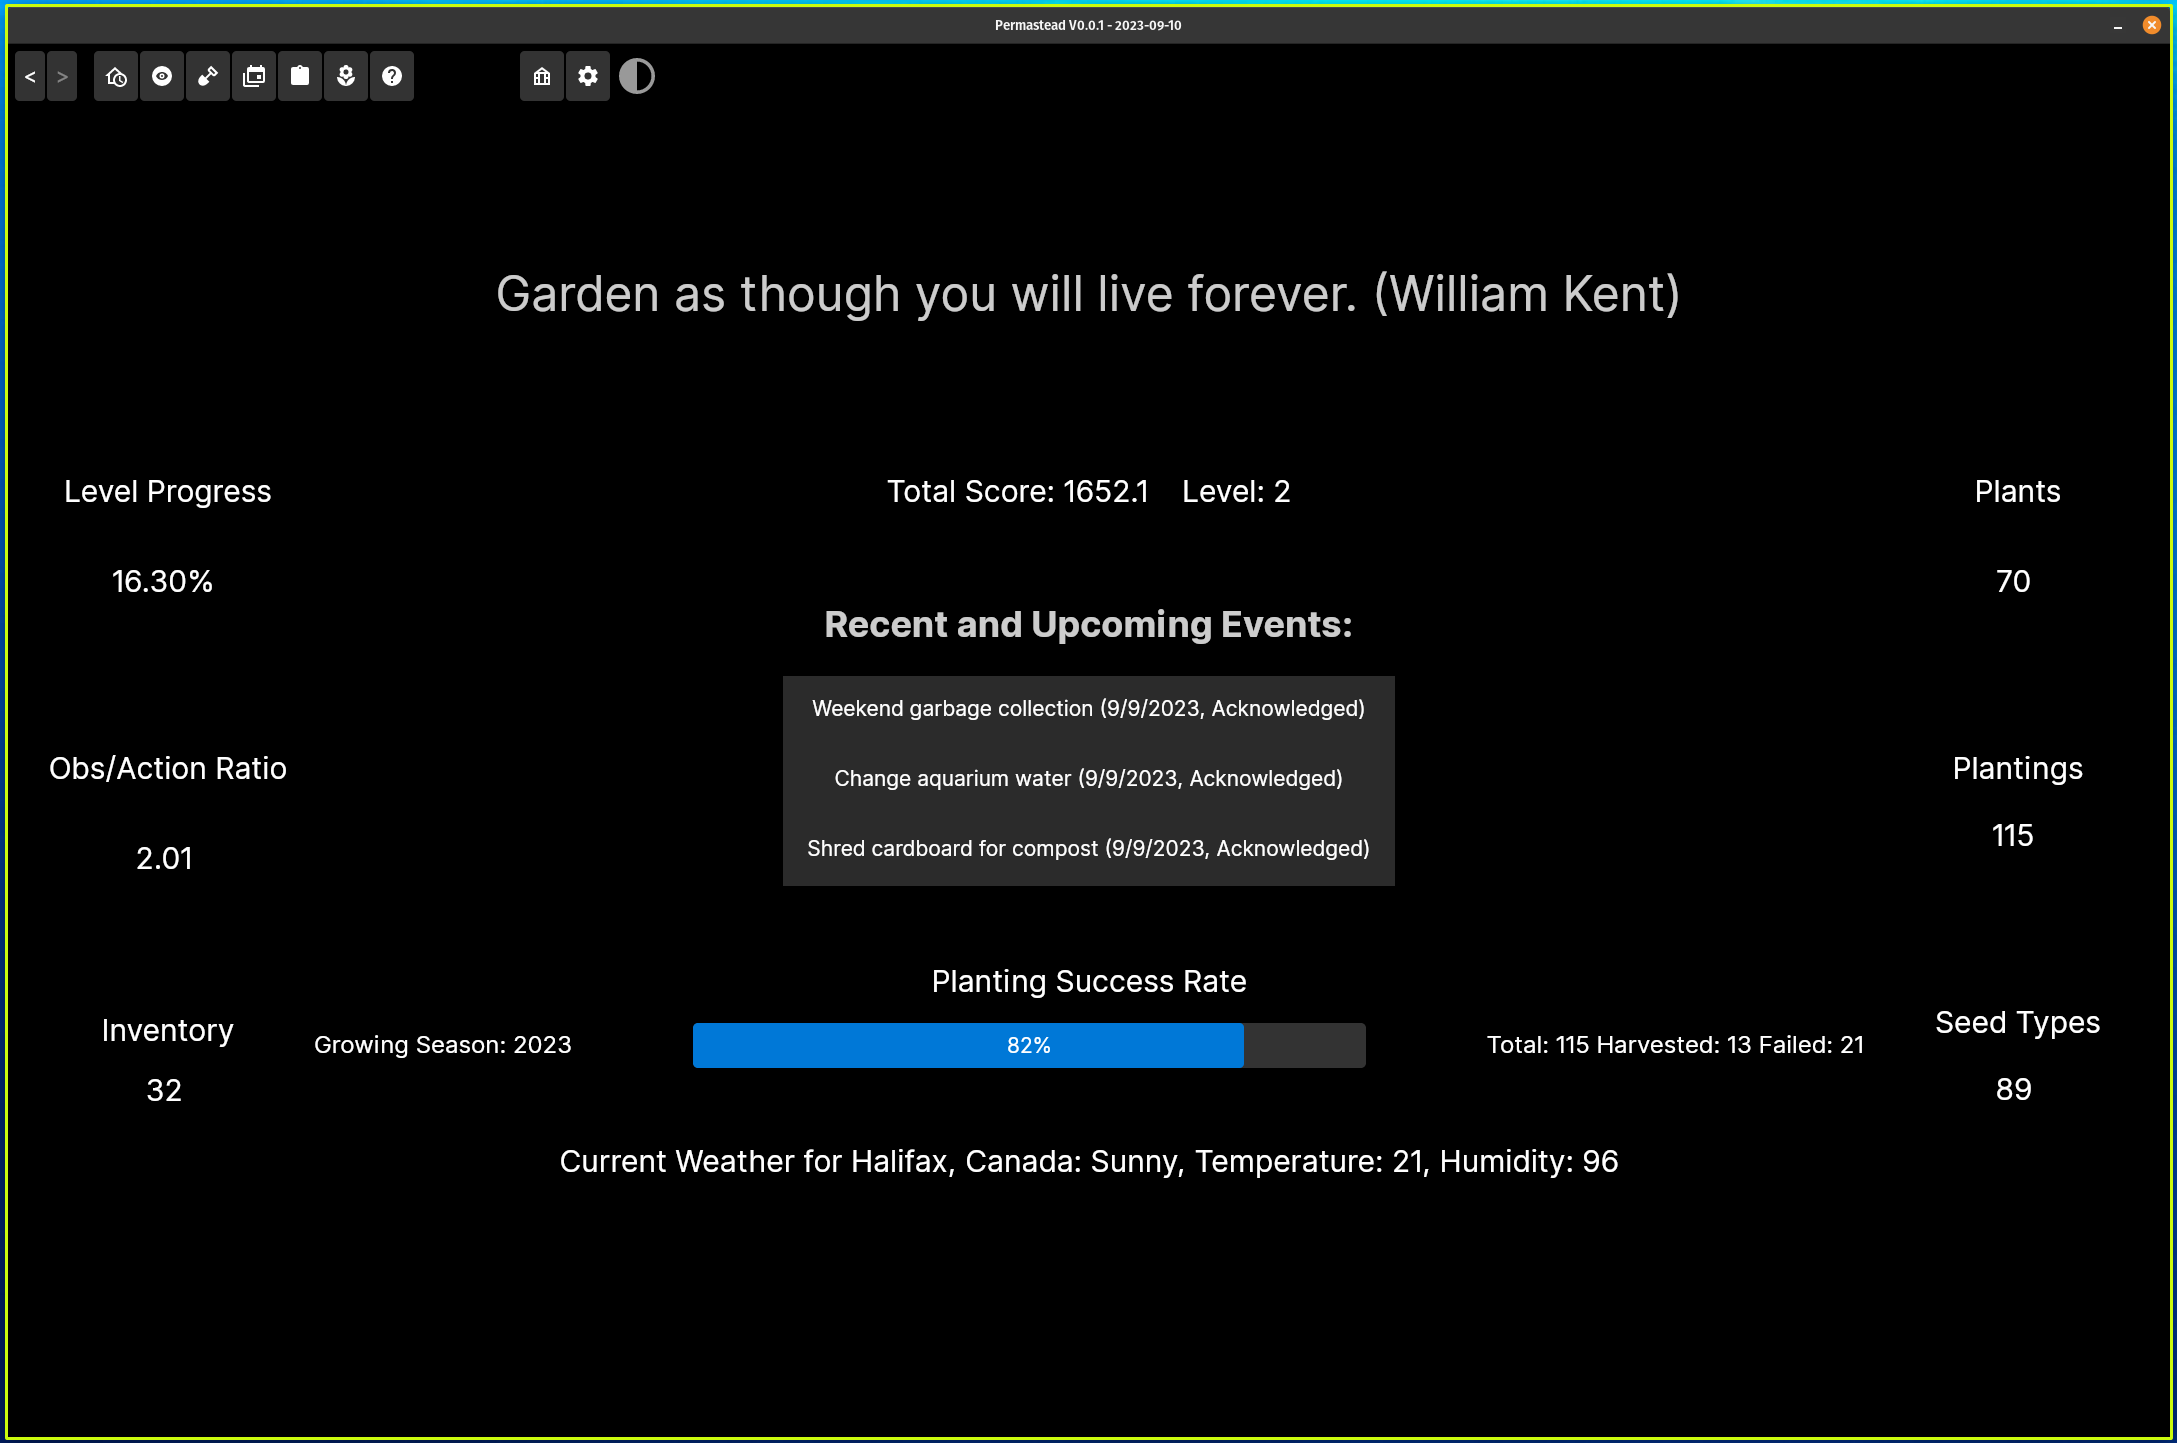 Permastead V0.0.1 - 2023-09-10
< >
Garden as though you will live forever. (William Kent)
Level Progress
16.30%
Total Score: 1652.1 Level: 2
Plants
70
Recent and Upcoming Events:
Weekend garbage collection (9/9/2023, Acknowledged)
Change aquarium water (9/9/2023, Acknowledged)
Shred cardboard for compost (9/9/2023, Acknowledged)
Obs/Action Ratio
2.01
Plantings
115
Planting Success Rate
Inventory
32
Growing Season: 2023
82%
Total: 115 Harvested: 13 Failed: 21
Seed Types
89
Current Weather for Halifax, Canada: Sunny, Temperature: 21, Humidity: 96